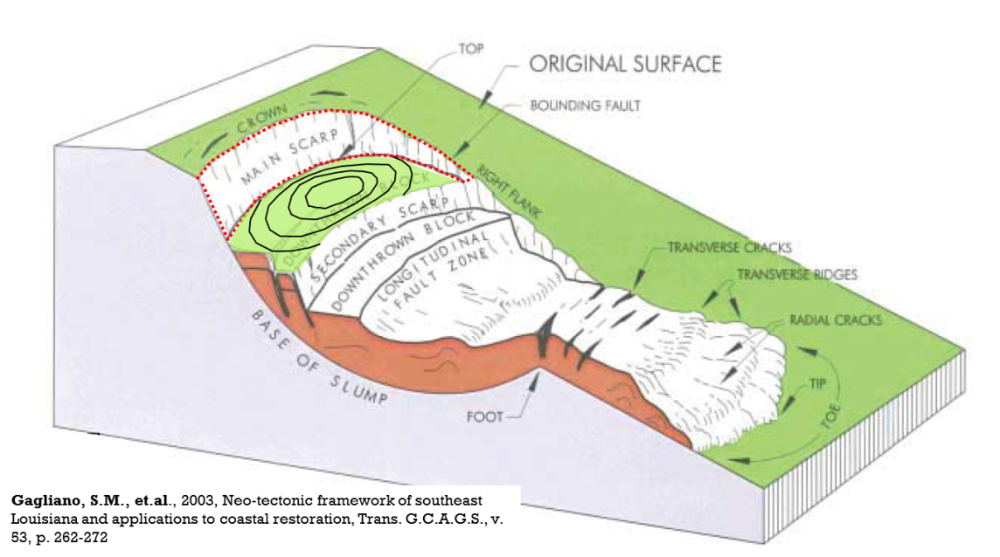 TOP
ORIGINAL SURFACE
BOUNDING FAULT
CROWN
MAIN SCARP
RIGHT FLANK
DOWNTHROWN BLOCK
SECONDARY SCARP
DOWNTHROWN BLOCK
LONGITUDINAL
FAULT ZONE
TRANSVERSE CRACKS
TRANSVERSE RIDGES
RADIAL CRACKS
TIP
TOE
BASE OF SLUMP
FOOT
Gagliano, S.M., et.al., 2003, Neo-tectonic framework of southeast
Louisiana and applications to coastal restoration, Trans. G.C.A.G.S., v.
53, p. 262-272